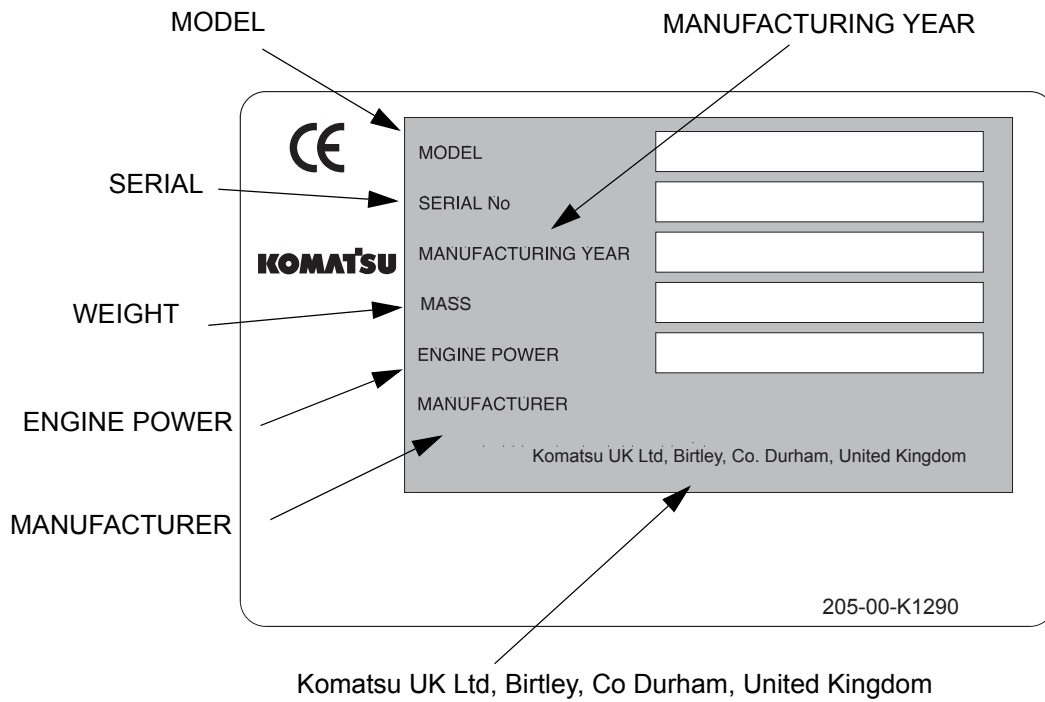 MODEL
MANUFACTURING YEAR
CE
MODEL
SERIAL
SERIAL No
KOMATSU
MANUFACTURING YEAR
WEIGHT
MASS
ENGINE POWER
ENGINE POWER
MANUFACTURER
Komatsu UK Ltd, Birtley, Co. Durham, United Kingdom
MANUFACTURER
205-00-K1290
Komatsu UK Ltd, Birtley, Co Durham, United Kingdom